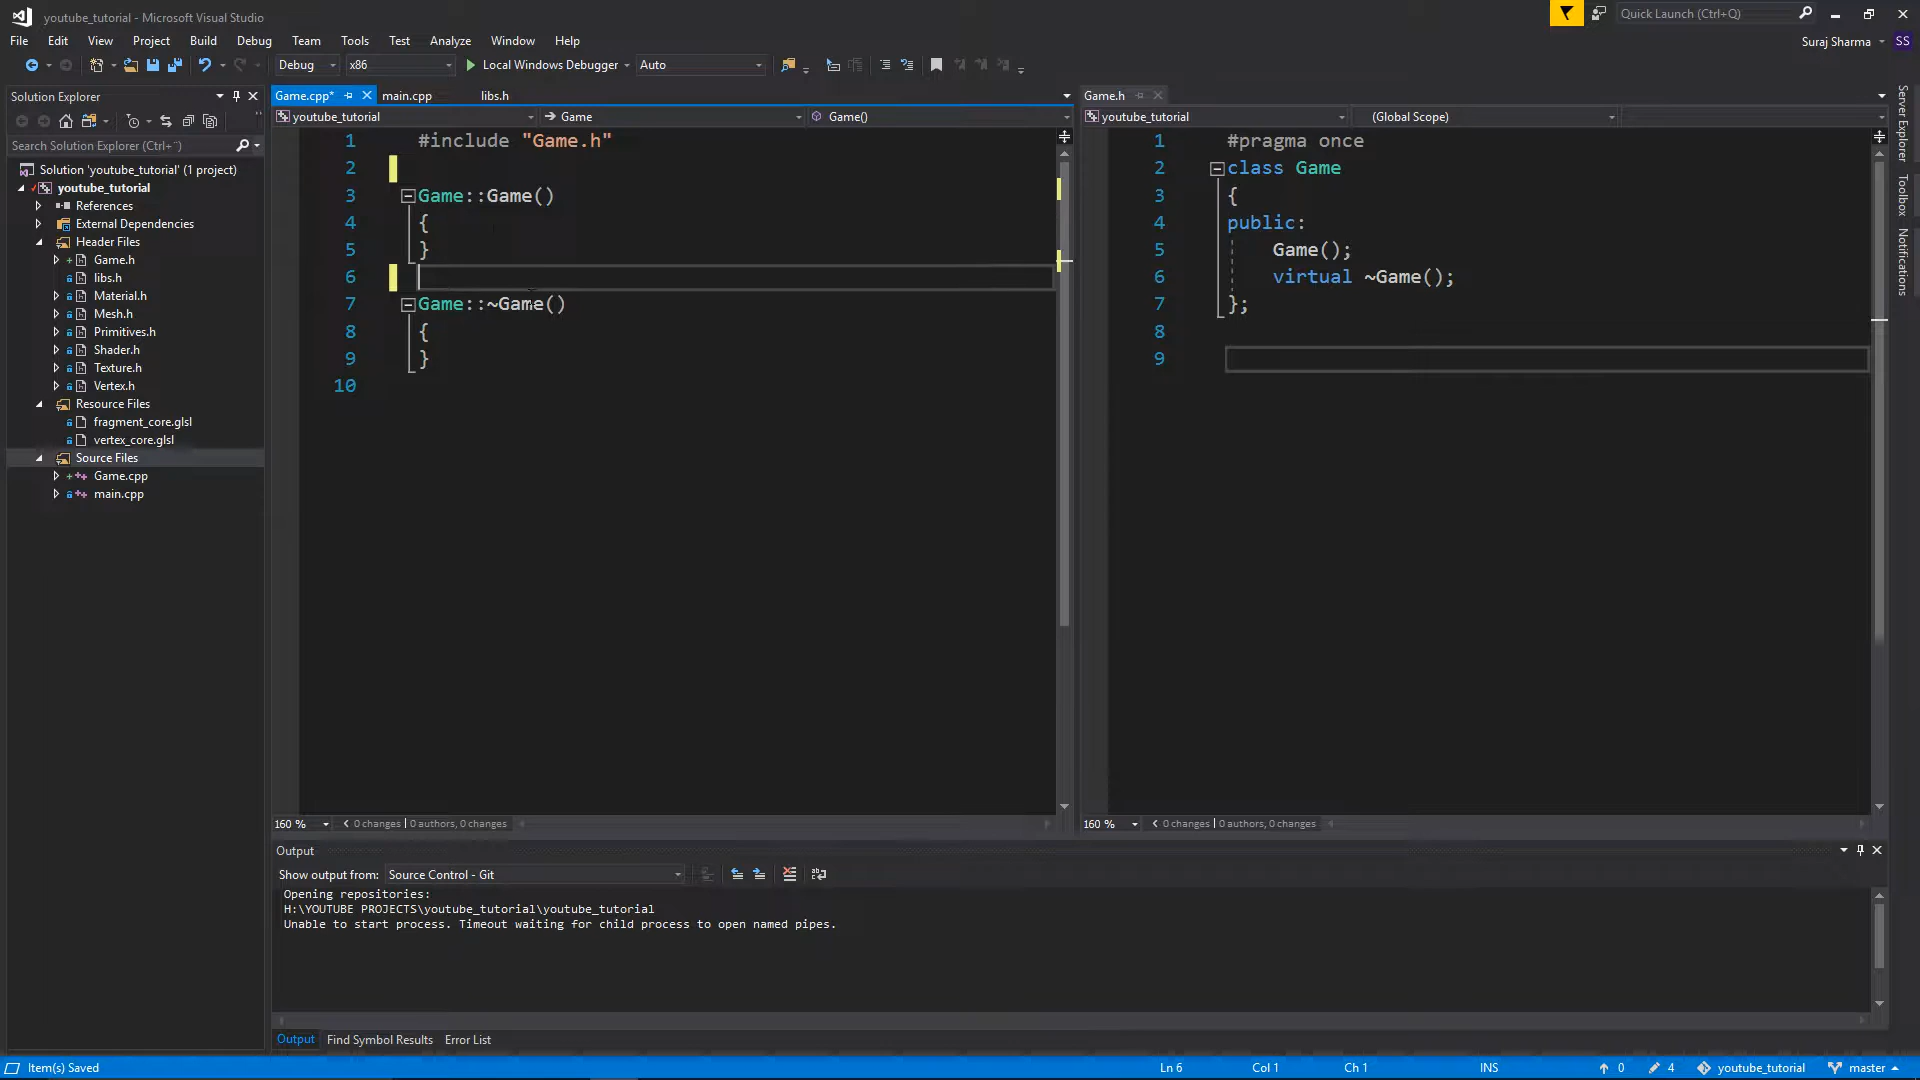 youtube_tutorial - Microsoft Visual Studio
Quick Launch (Ctrl+Q)
File Edit View Project Build Debug Team Tools Test Analyze Window Help
Suraj Sharma
SS
Debug x86 Local Windows Debugger Auto
Solution Explorer
Search Solution Explorer (Ctrl+¨)
Solution 'youtube_tutorial' (1 project)
youtube_tutorial
References
External Dependencies
Header Files
Game.h
libs.h
Material.h
Mesh.h
Primitives.h
Shader.h
Texture.h
Vertex.h
Resource Files
fragment_core.glsl
vertex_core.glsl
Source Files
Game.cpp
main.cpp
Game.cpp* main.cpp libs.h
youtube_tutorial Game Game()
1 #include "Game.h"
2
3 Game::Game()
4 {
5 }
6
7 Game::~Game()
8 {
9 }
10
160 % 0 changes | 0 authors, 0 changes
Game.h
youtube_tutorial (Global Scope)
1 #pragma once
2 class Game
3 {
4 public:
5 Game();
6 virtual ~Game();
7 };
8
9
160 % 0 changes | 0 authors, 0 changes
Server Explorer
Toolbox
Notifications
Output
Show output from: Source Control - Git
Opening repositories:
H:\YOUTUBE PROJECTS\youtube_tutorial\youtube_tutorial
Unable to start process. Timeout waiting for child process to open named pipes.
Output Find Symbol Results Error List
Item(s) Saved Ln 6 Col 1 Ch 1 INS 0 4 youtube_tutorial master